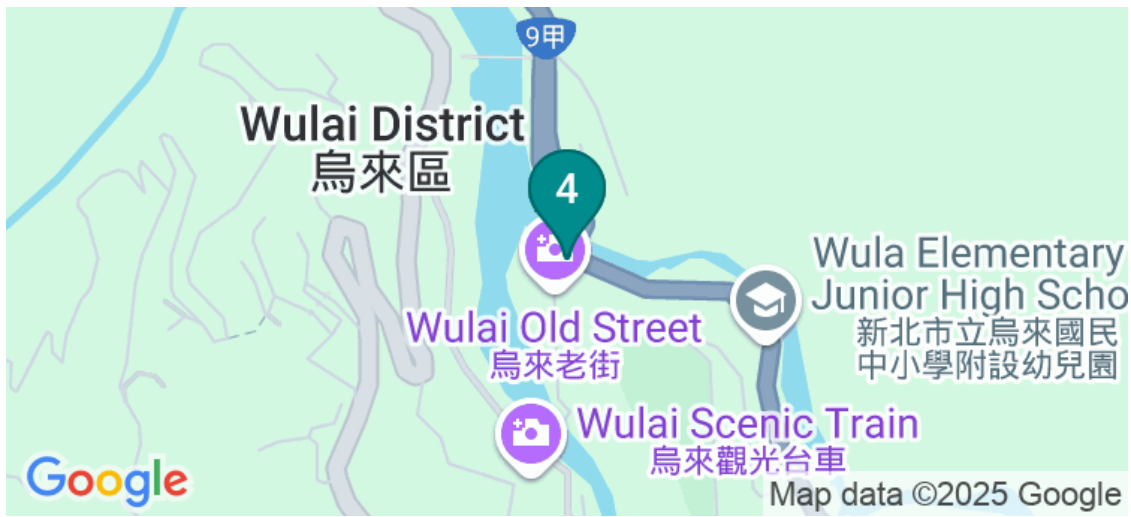 9甲
Wulai District
烏來區
4
Wula Elementary
Junior High Scho
新北市立烏來國民
中小學附設幼兒園
Wulai Old Street
烏來老街
Wulai Scenic Train
烏來觀光台車
Google
Map data ©2025 Google